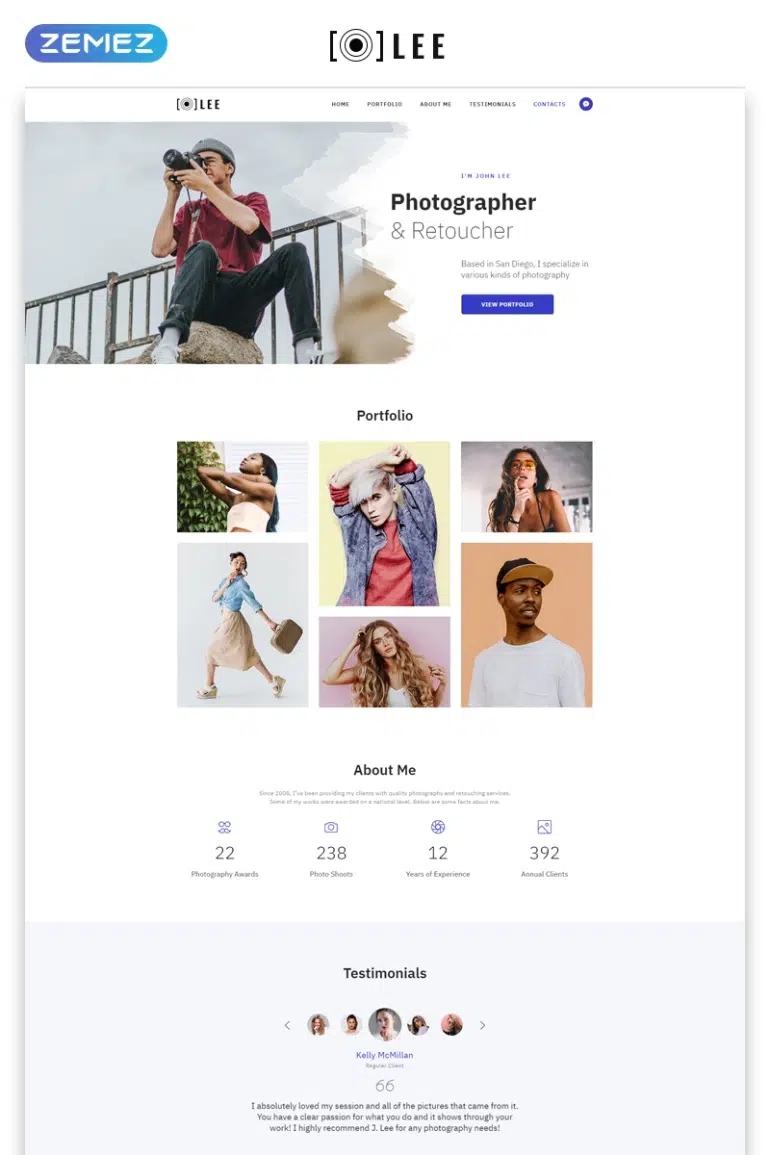 ZEMEZ
LEE
LEE
HOME PORTFOLIO ABOUT ME TESTIMONIALS CONTACTS
I'M JOHN LEE
Photographer
& Retoucher
Based in San Diego, I specialize in
various kinds of photography
VIEW PORTFOLIO
Portfolio
About Me
Since 2008, I've been providing my clients with quality photography and retouching services.
Some of my works were awarded on a national level. Below are some facts about me.
22 238 12 392
Photography Awards Photo Shoots Years of Experience Annual Clients
Testimonials
Kelly McMillan
Regular Client
I absolutely loved my session and all of the pictures that came from it.
You have a clear passion for what you do and it shows through your
work! I highly recommend J. Lee for any photography needs!